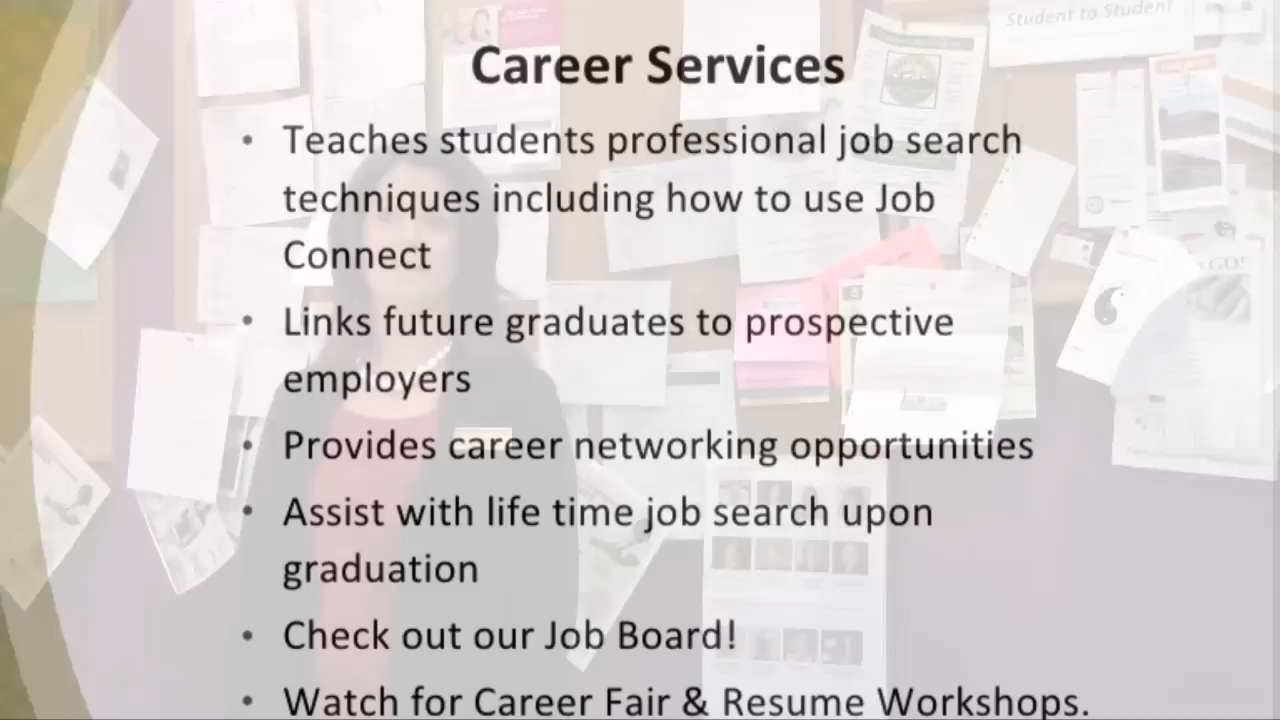 Student to Student
Career Services
• Teaches students professional job search
techniques including how to use Job
Connect
• Links future graduates to prospective
employers
• Provides career networking opportunities
• Assist with life time job search upon
graduation
• Check out our Job Board!
• Watch for Career Fair & Resume Workshops.
GO!